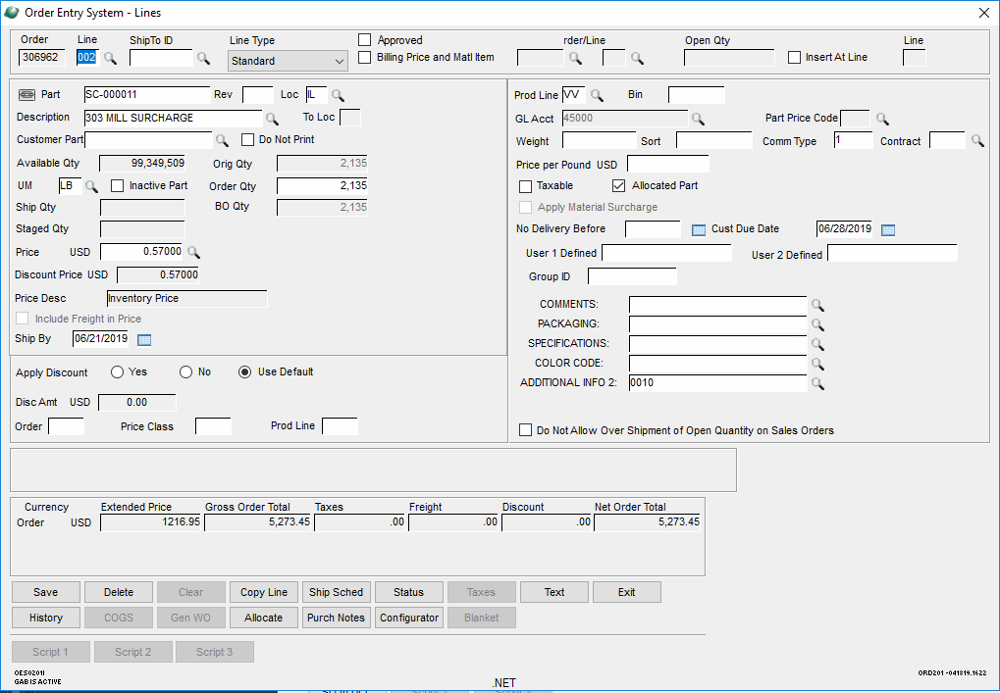 Order Entry System - Lines
Order Line ShipTo ID Line Type Approved rder/Line Open Qty Line
306962 002 Standard Billing Price and Matl Item Insert At Line
Part SC-000011 Rev Loc IL
Description 303 MILL SURCHARGE To Loc
Customer Part Do Not Print
Available Qty 99,349,509 Orig Qty 2,135
UM LB Inactive Part Order Qty 2,135
Ship Qty BO Qty 2,135
Staged Qty
Price USD 0.57000
Discount Price USD 0.57000
Price Desc Inventory Price
Include Freight in Price
Ship By 06/21/2019
Apply Discount Yes No Use Default
Disc Amt USD 0.00
Order Price Class Prod Line
Prod Line VV Bin
GL Acct 45000 Part Price Code
Weight Sort Comm Type 1 Contract
Price per Pound USD
Taxable Allocated Part
Apply Material Surcharge
No Delivery Before Cust Due Date 06/28/2019
User 1 Defined User 2 Defined
Group ID
COMMENTS:
PACKAGING:
SPECIFICATIONS:
COLOR CODE:
ADDITIONAL INFO 2: 0010
Do Not Allow Over Shipment of Open Quantity on Sales Orders
Currency Extended Price Gross Order Total Taxes Freight Discount Net Order Total
Order USD 1216.95 5,273.45 .00 .00 .00 5,273.45
Save Delete Clear Copy Line Ship Sched Status Taxes Text Exit
History COGS Gen WO Allocate Purch Notes Configurator Blanket
Script 1 Script 2 Script 3
OES0201I
GAB IS ACTIVE
.NET
ORD201 -041819.1622